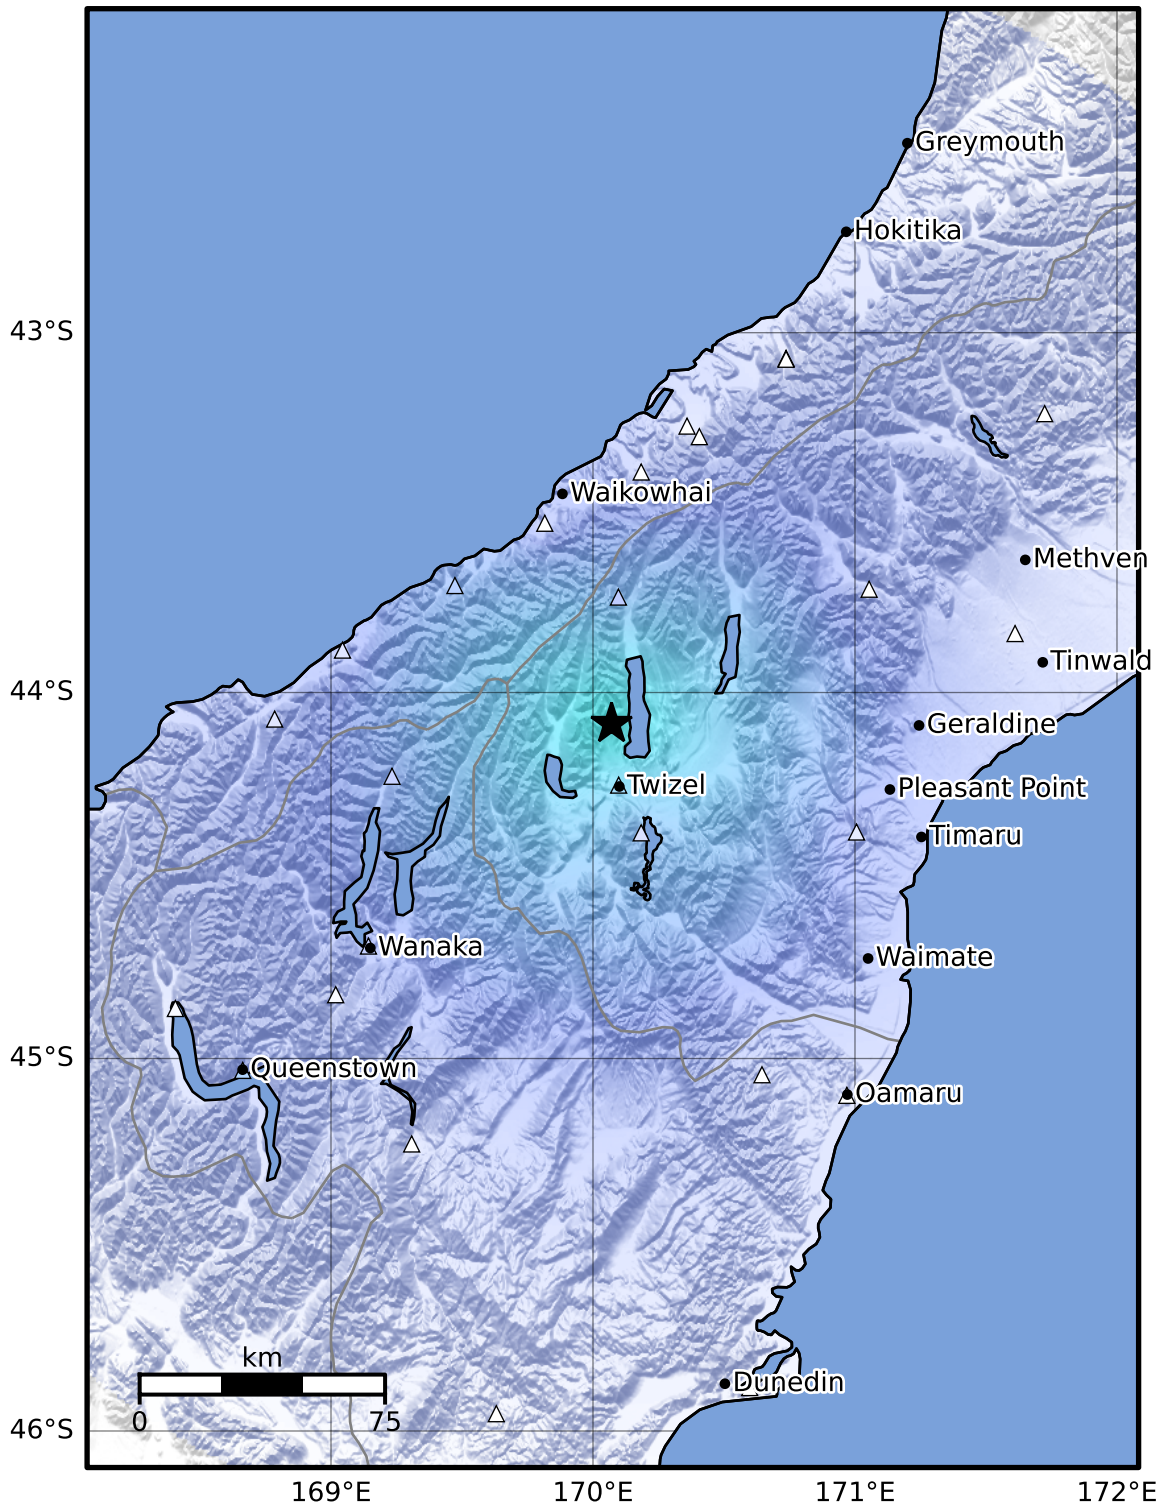 Greymouth
Hokitika
43°S
Waikowhai
Methven
Tinwald
44°S
Geraldine
Twizel
Pleasant Point
Timaru
Wanaka
Waimate
45°S
Queenstown
Oamaru
km
Dunedin
0
75
46°S
169°E
170°E
171°E
172°E